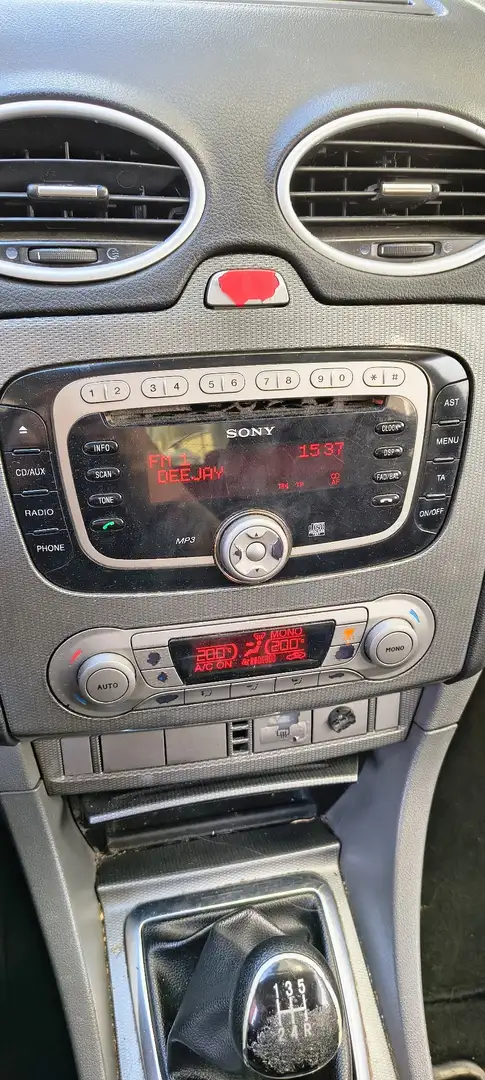 1 2 3 4 5 6 7 8 9 0 * #
SONY
INFO
SCAN
TONE
CD/AUX
RADIO
PHONE
FM 1 15 37
DEEJAY
TA
MP3
CLOCK
DSP
FAD/BAL
AST
MENU
TA
ON/OFF
MONO
A/C ON
AUTO
MONO
1 3 5
2 4 R